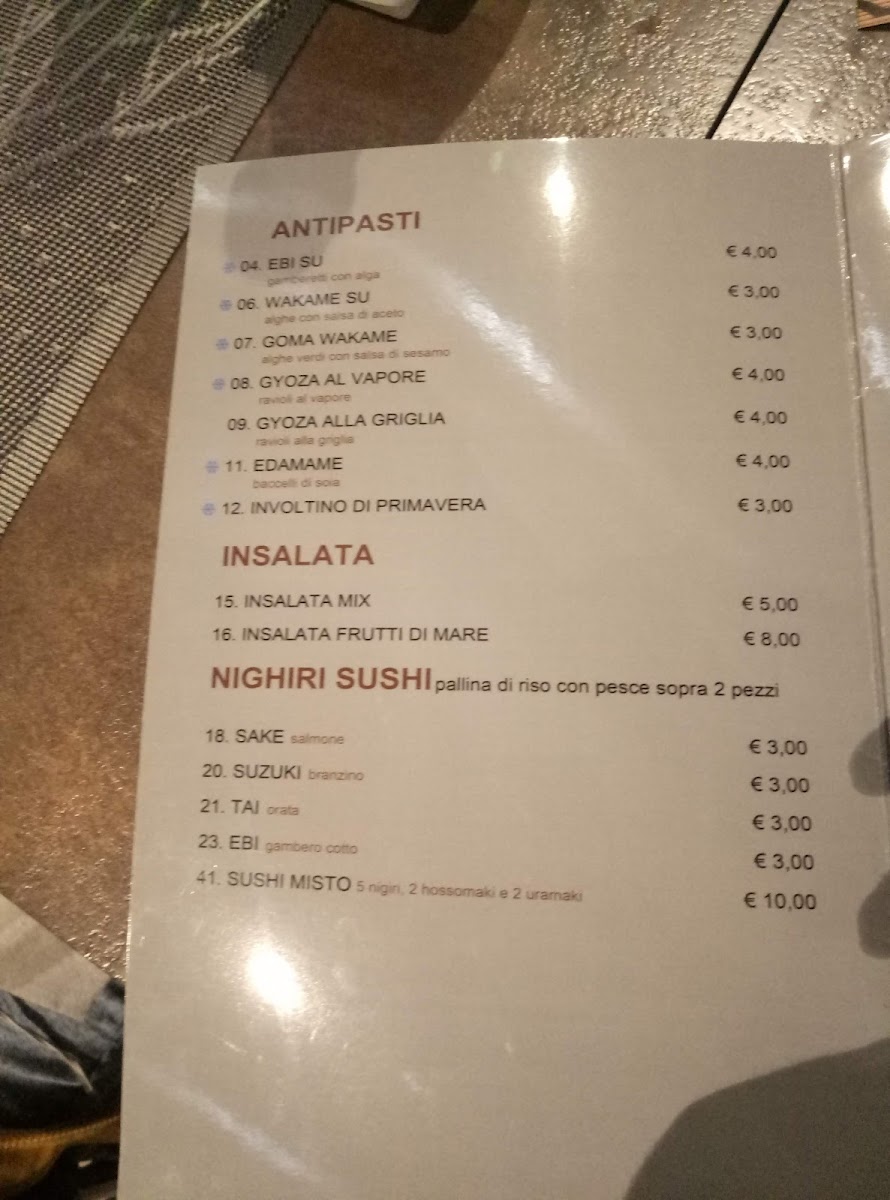 ANTIPASTI
04. EBI SU € 4,00
gamberetti con alga
06. WAKAME SU € 3,00
alghe con salsa di aceto
07. GOMA WAKAME € 3,00
alghe verdi con salsa di sesamo
08. GYOZA AL VAPORE € 4,00
ravioli al vapore
09. GYOZA ALLA GRIGLIA € 4,00
ravioli alla griglia
11. EDAMAME € 4,00
baccelli di soia
12. INVOLTINO DI PRIMAVERA € 3,00
INSALATA
15. INSALATA MIX € 5,00
16. INSALATA FRUTTI DI MARE € 8,00
NIGHIRI SUSHI pallina di riso con pesce sopra 2 pezzi
18. SAKE salmone € 3,00
20. SUZUKI branzino € 3,00
21. TAI orata € 3,00
23. EBI gambero cotto € 3,00
41. SUSHI MISTO 5 nigiri, 2 hossomaki e 2 uramaki € 10,00